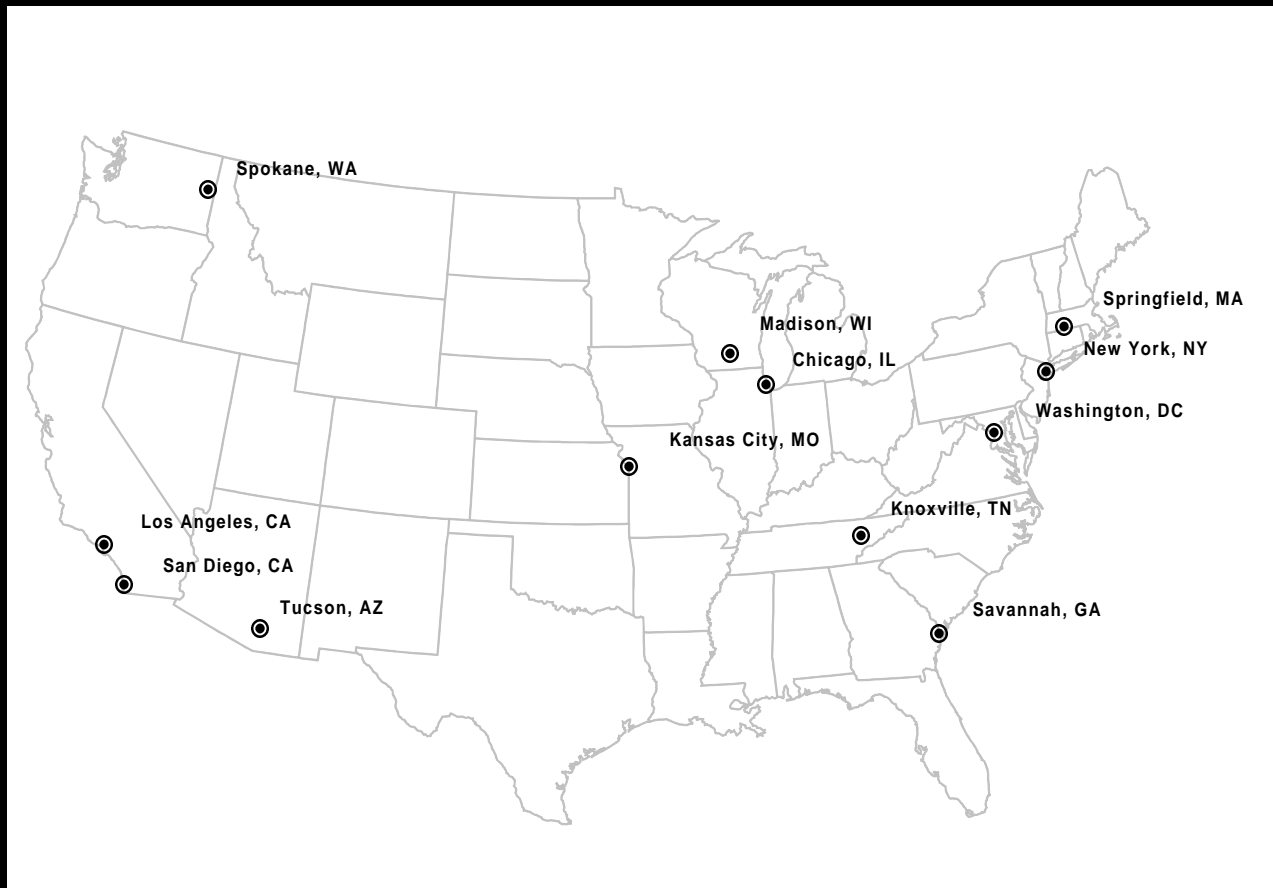 Spokane, WA
Springfield, MA
Madison, WI
New York, NY
Chicago, IL
Washington, DC
Kansas City, MO
Knoxville, TN
Los Angeles, CA
San Diego, CA
Tucson, AZ
Savannah, GA